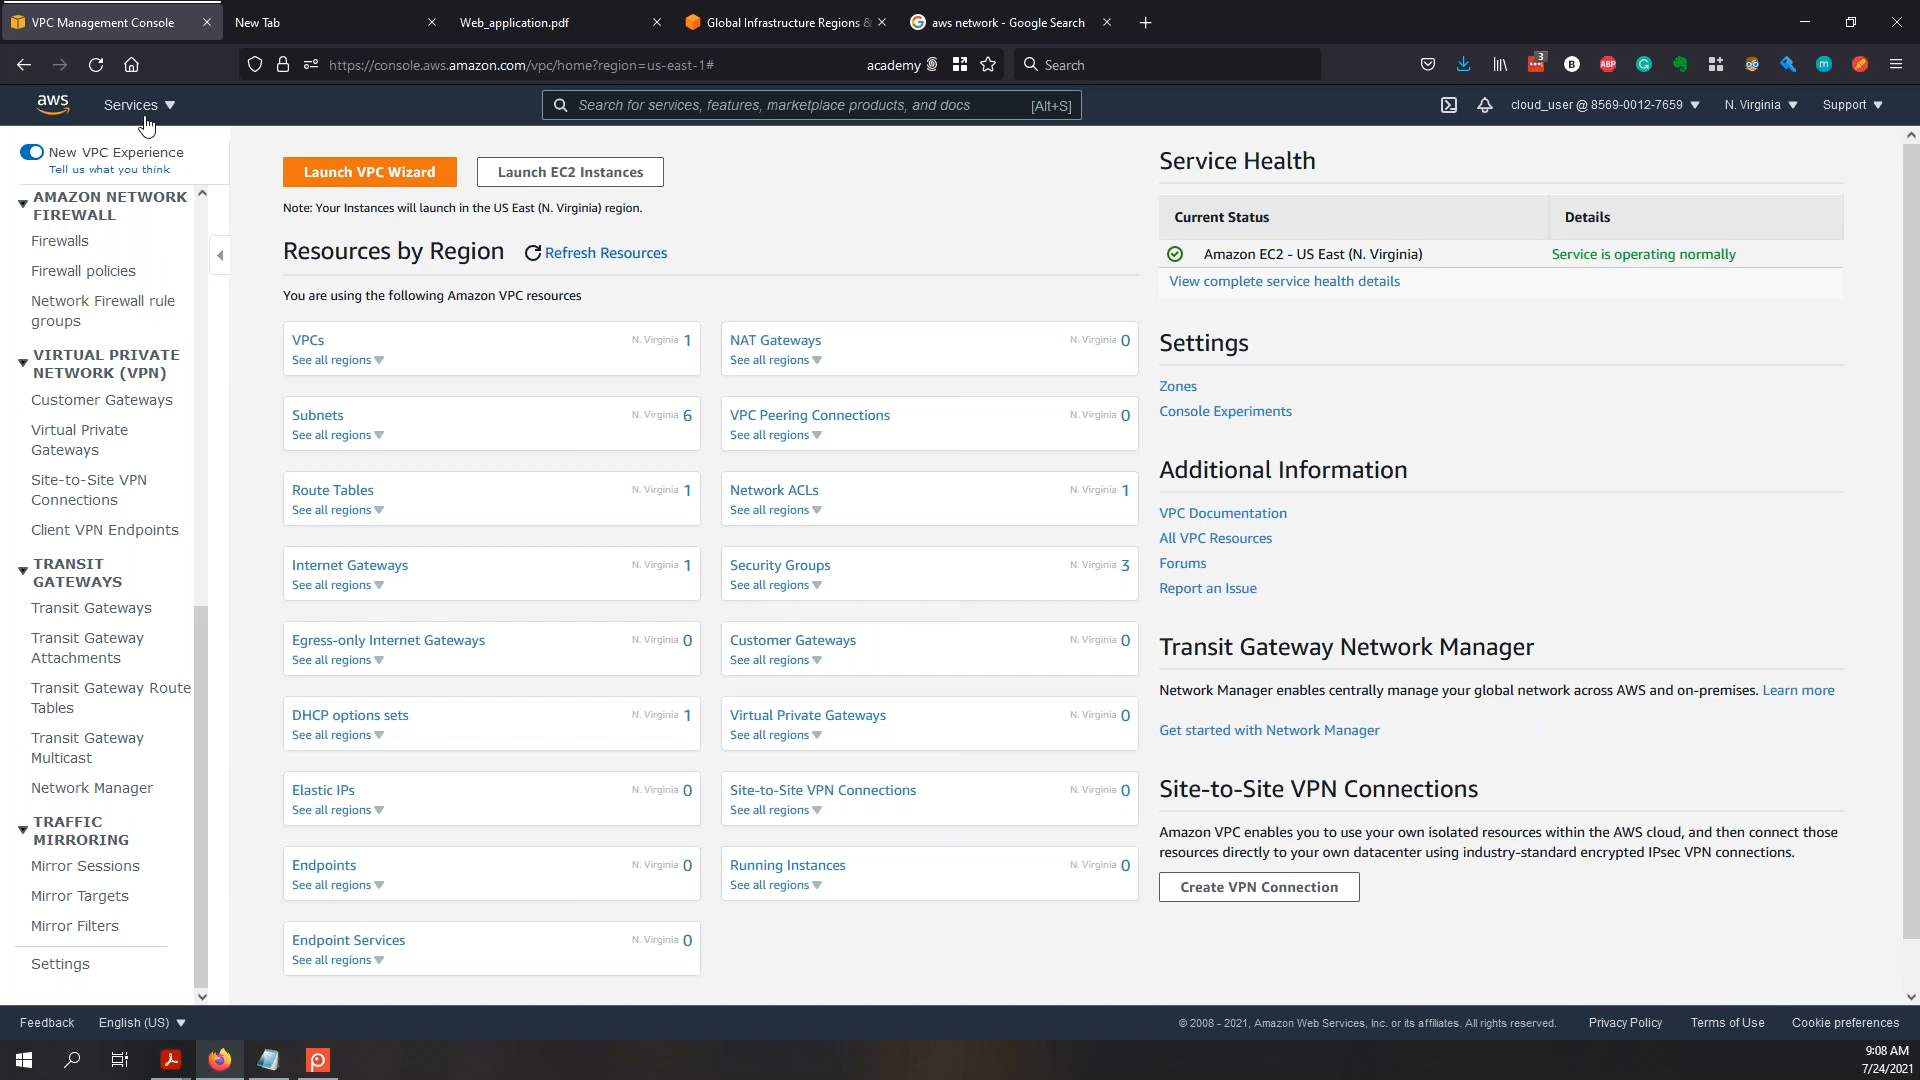 VPC Management Console
New Tab
Web_application.pdf
Global Infrastructure Regions &
aws network - Google Search
https://console.aws.amazon.com/vpc/home?region=us-east-1#
academy
Search
3
B
ABP
aws
Services
Search for services, features, marketplace products, and docs
[Alt+S]
cloud_user @ 8569-0012-7659
N. Virginia
Support
New VPC Experience
Tell us what you think
AMAZON NETWORK
FIREWALL
Firewalls
Firewall policies
Network Firewall rule
groups
VIRTUAL PRIVATE
NETWORK (VPN)
Customer Gateways
Virtual Private
Gateways
Site-to-Site VPN
Connections
Client VPN Endpoints
TRANSIT
GATEWAYS
Transit Gateways
Transit Gateway
Attachments
Transit Gateway Route
Tables
Transit Gateway
Multicast
Network Manager
TRAFFIC
MIRRORING
Mirror Sessions
Mirror Targets
Mirror Filters
Settings
Launch VPC Wizard
Launch EC2 Instances
Note: Your Instances will launch in the US East (N. Virginia) region.
Resources by Region
Refresh Resources
You are using the following Amazon VPC resources
VPCs N. Virginia 1
See all regions
NAT Gateways N. Virginia 0
See all regions
Subnets N. Virginia 6
See all regions
VPC Peering Connections N. Virginia 0
See all regions
Route Tables N. Virginia 1
See all regions
Network ACLs N. Virginia 1
See all regions
Internet Gateways N. Virginia 1
See all regions
Security Groups N. Virginia 3
See all regions
Egress-only Internet Gateways N. Virginia 0
See all regions
Customer Gateways N. Virginia 0
See all regions
DHCP options sets N. Virginia 1
See all regions
Virtual Private Gateways N. Virginia 0
See all regions
Elastic IPs N. Virginia 0
See all regions
Site-to-Site VPN Connections N. Virginia 0
See all regions
Endpoints N. Virginia 0
See all regions
Running Instances N. Virginia 0
See all regions
Endpoint Services N. Virginia 0
See all regions
Service Health
Current Status Details
Amazon EC2 - US East (N. Virginia) Service is operating normally
View complete service health details
Settings
Zones
Console Experiments
Additional Information
VPC Documentation
All VPC Resources
Forums
Report an Issue
Transit Gateway Network Manager
Network Manager enables centrally manage your global network across AWS and on-premises. Learn more
Get started with Network Manager
Site-to-Site VPN Connections
Amazon VPC enables you to use your own isolated resources within the AWS cloud, and then connect those
resources directly to your own datacenter using industry-standard encrypted IPsec VPN connections.
Create VPN Connection
Feedback
English (US)
© 2008 - 2021, Amazon Web Services, Inc. or its affiliates. All rights reserved.
Privacy Policy
Terms of Use
Cookie preferences
9:08 AM
7/24/2021